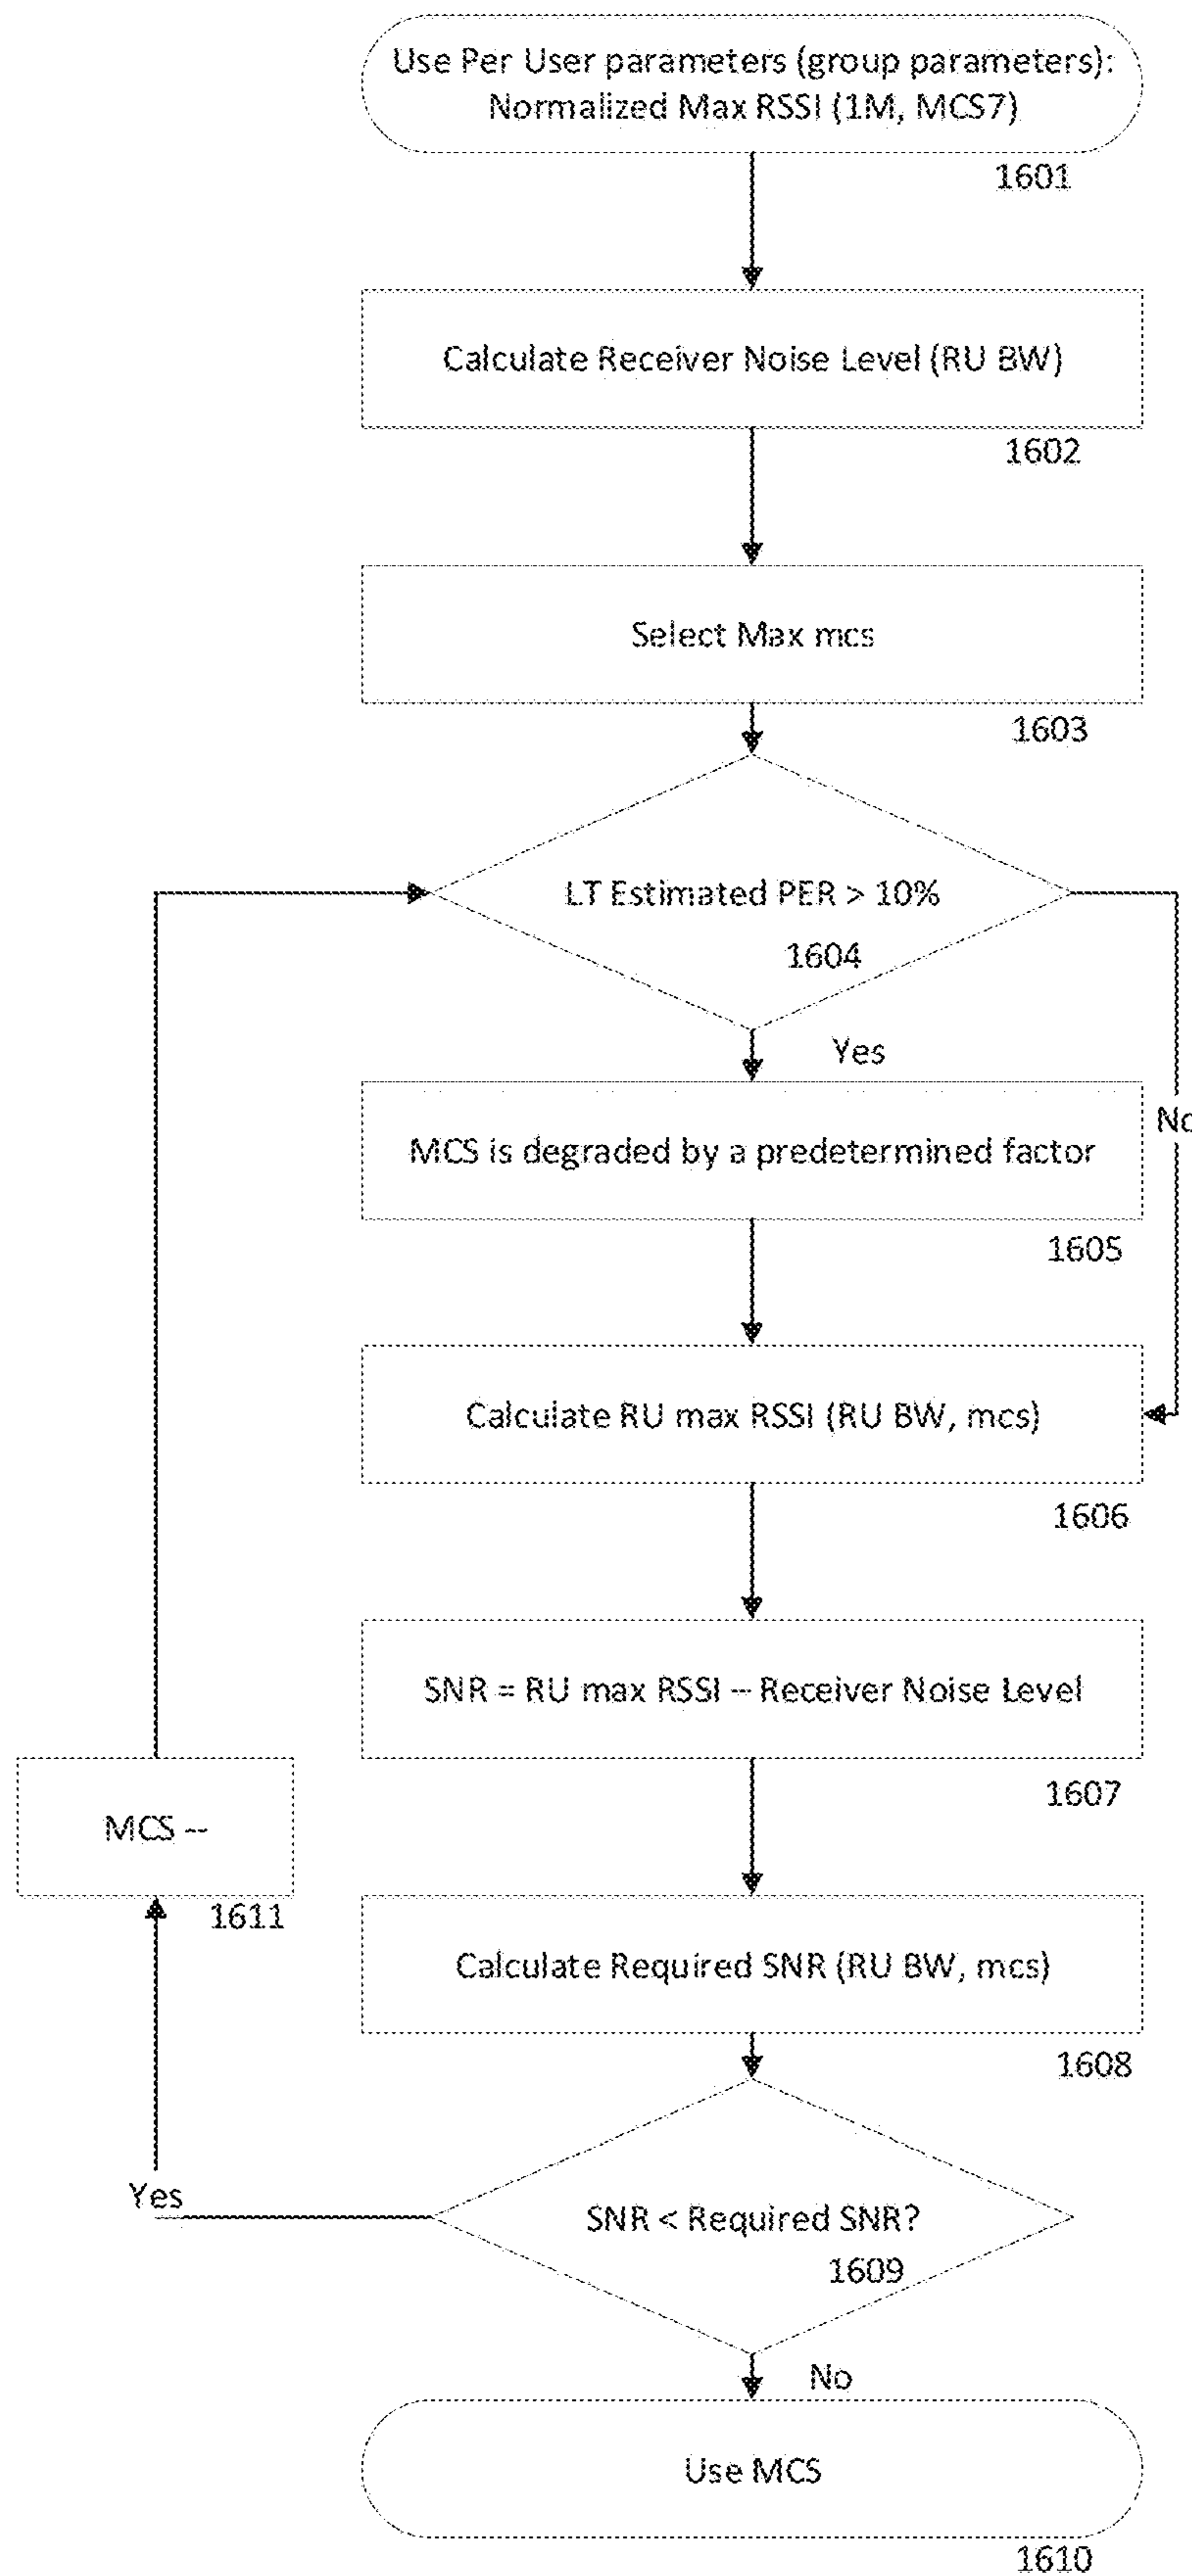 Use Per User parameters (group parameters):
Normalized Max RSSI (1M, MCS7)
1601
Calculate Receiver Noise Level (RU BW)
1602
Select Max mcs
1603
LT Estimated PER > 10%
1604
Yes
No
MCS is degraded by a predetermined factor
1605
Calculate RU max RSSI (RU BW, mcs)
1606
SNR = RU max RSSI – Receiver Noise Level
1607
MCS --
1611
Calculate Required SNR (RU BW, mcs)
1608
Yes
SNR < Required SNR?
1609
No
Use MCS
1610